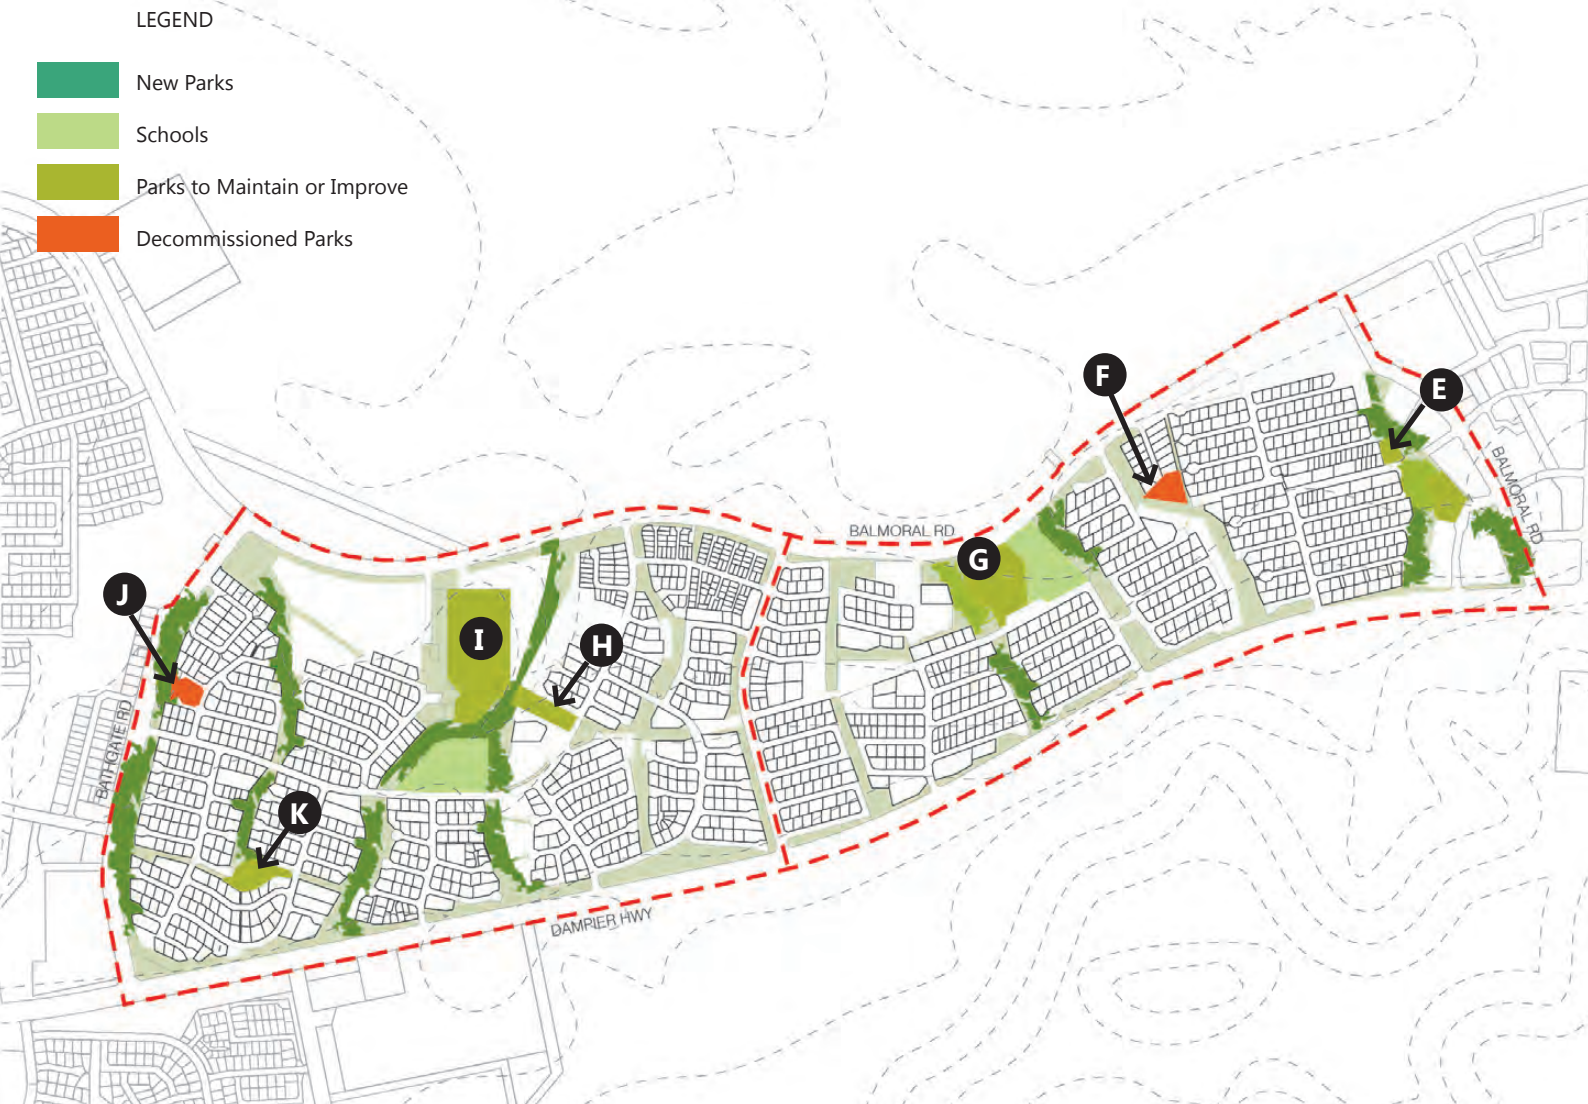 LEGEND
New Parks
Schools
Parks to Maintain or Improve
Decommissioned Parks
F
E
BALMORAL RD
BALMORAL RD
G
J
I
H
BATHGATE RD
K
DAMPIER HWY